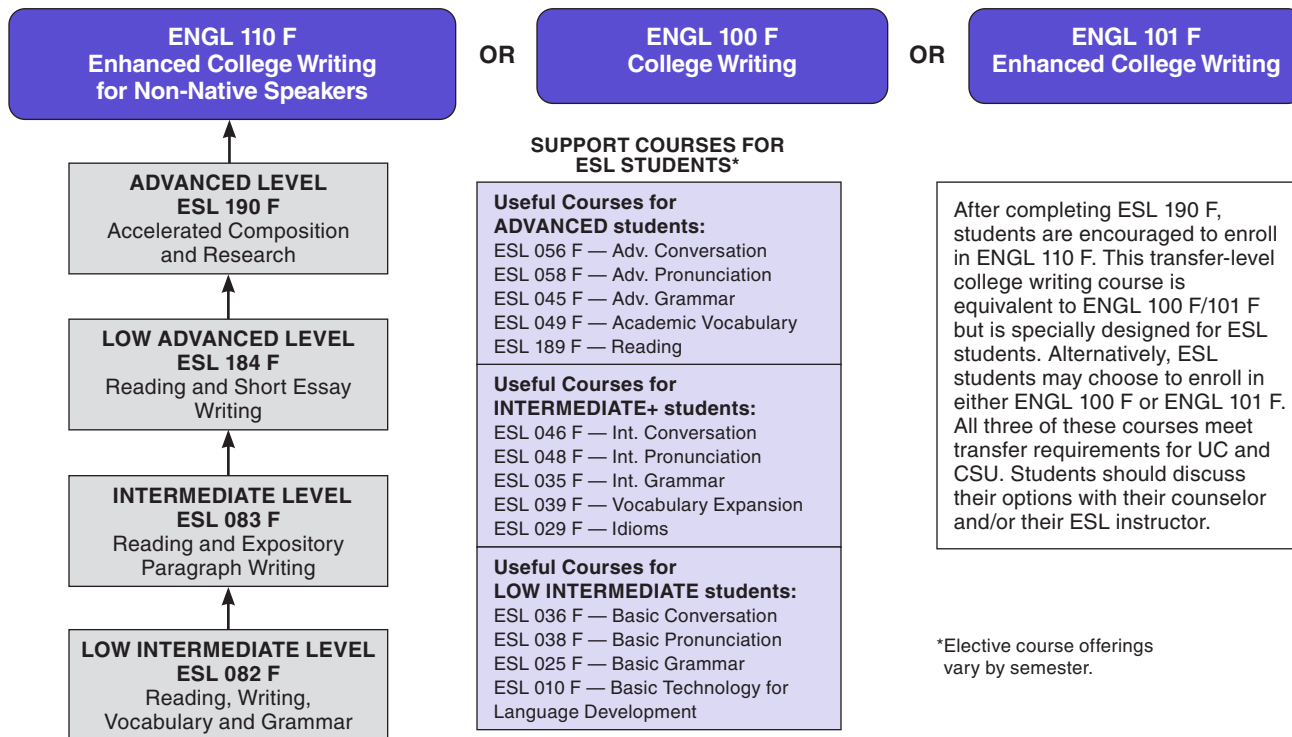 ENGL 110 F
Enhanced College Writing
for Non-Native Speakers
OR
ENGL 100 F
College Writing
OR
ENGL 101 F
Enhanced College Writing
ADVANCED LEVEL
ESL 190 F
Accelerated Composition
and Research
LOW ADVANCED LEVEL
ESL 184 F
Reading and Short Essay
Writing
INTERMEDIATE LEVEL
ESL 083 F
Reading and Expository
Paragraph Writing
LOW INTERMEDIATE LEVEL
ESL 082 F
Reading, Writing,
Vocabulary and Grammar
SUPPORT COURSES FOR
ESL STUDENTS*
Useful Courses for
ADVANCED students:
ESL 056 F — Adv. Conversation
ESL 058 F — Adv. Pronunciation
ESL 045 F — Adv. Grammar
ESL 049 F — Academic Vocabulary
ESL 189 F — Reading
Useful Courses for
INTERMEDIATE+ students:
ESL 046 F — Int. Conversation
ESL 048 F — Int. Pronunciation
ESL 035 F — Int. Grammar
ESL 039 F — Vocabulary Expansion
ESL 029 F — Idioms
Useful Courses for
LOW INTERMEDIATE students:
ESL 036 F — Basic Conversation
ESL 038 F — Basic Pronunciation
ESL 025 F — Basic Grammar
ESL 010 F — Basic Technology for
Language Development
After completing ESL 190 F,
students are encouraged to enroll
in ENGL 110 F. This transfer-level
college writing course is
equivalent to ENGL 100 F/101 F
but is specially designed for ESL
students. Alternatively, ESL
students may choose to enroll in
either ENGL 100 F or ENGL 101 F.
All three of these courses meet
transfer requirements for UC and
CSU. Students should discuss
their options with their counselor
and/or their ESL instructor.
*Elective course offerings
vary by semester.